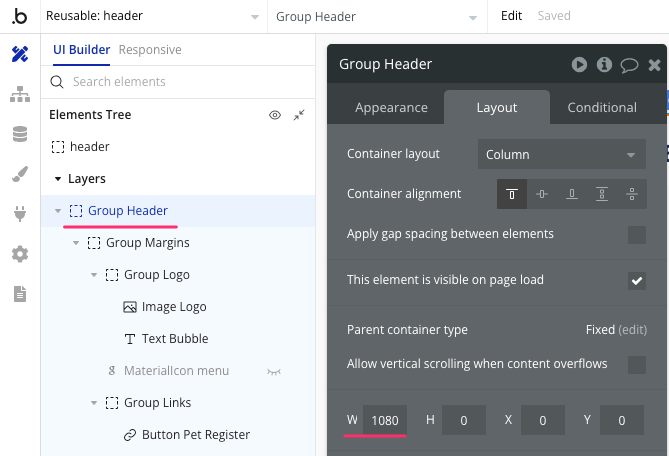 .b
Reusable: header
Group Header
Edit
Saved
UI Builder
Responsive
Search elements
Elements Tree
header
Layers
Group Header
Group Margins
Group Logo
Image Logo
Text Bubble
MaterialIcon menu
Group Links
Button Pet Register
Group Header
Appearance
Layout
Conditional
Container layout
Column
Container alignment
Apply gap spacing between elements
This element is visible on page load
Parent container type
Fixed (edit)
Allow vertical scrolling when content overflows
W 1080 H 0 X 0 Y 0